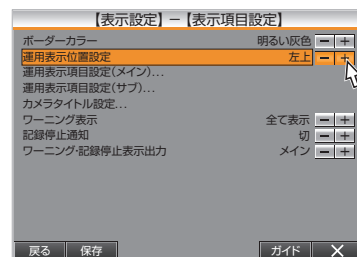 【表示設定】－【表示項目設定】
ボーダーカラー 明るい灰色 － ＋
運用表示位置設定 左上 － ＋
運用表示項目設定(メイン)...
運用表示項目設定(サブ)...
カメラタイトル設定...
ワーニング表示 全て表示 － ＋
記録停止通知 切 － ＋
ワーニング・記録停止表示出力 メイン － ＋
戻る 保存 ガイド ×